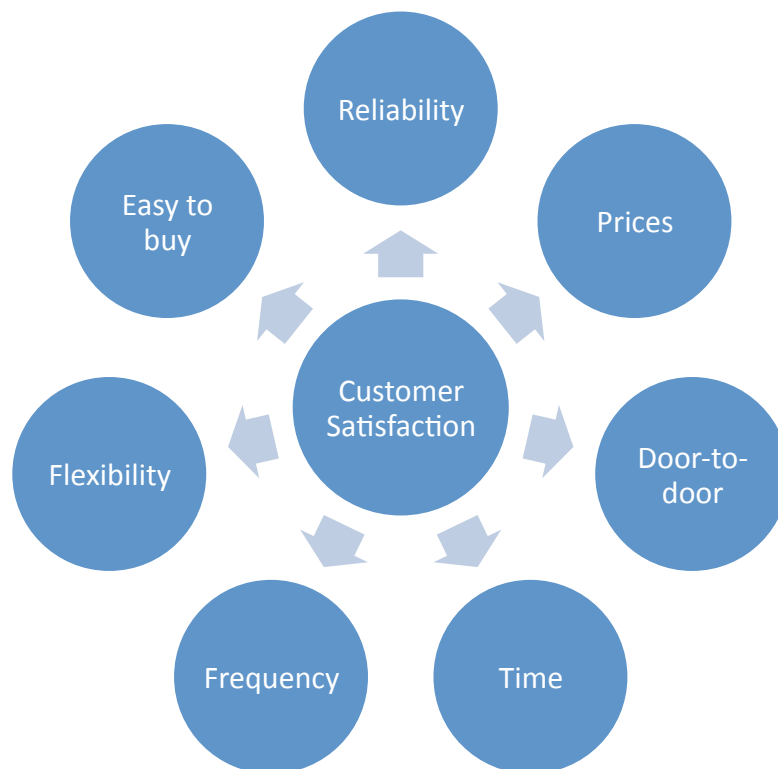 Reliability
Prices
Door-to-
door
Time
Frequency
Flexibility
Easy to
buy
Customer
Satisfaction